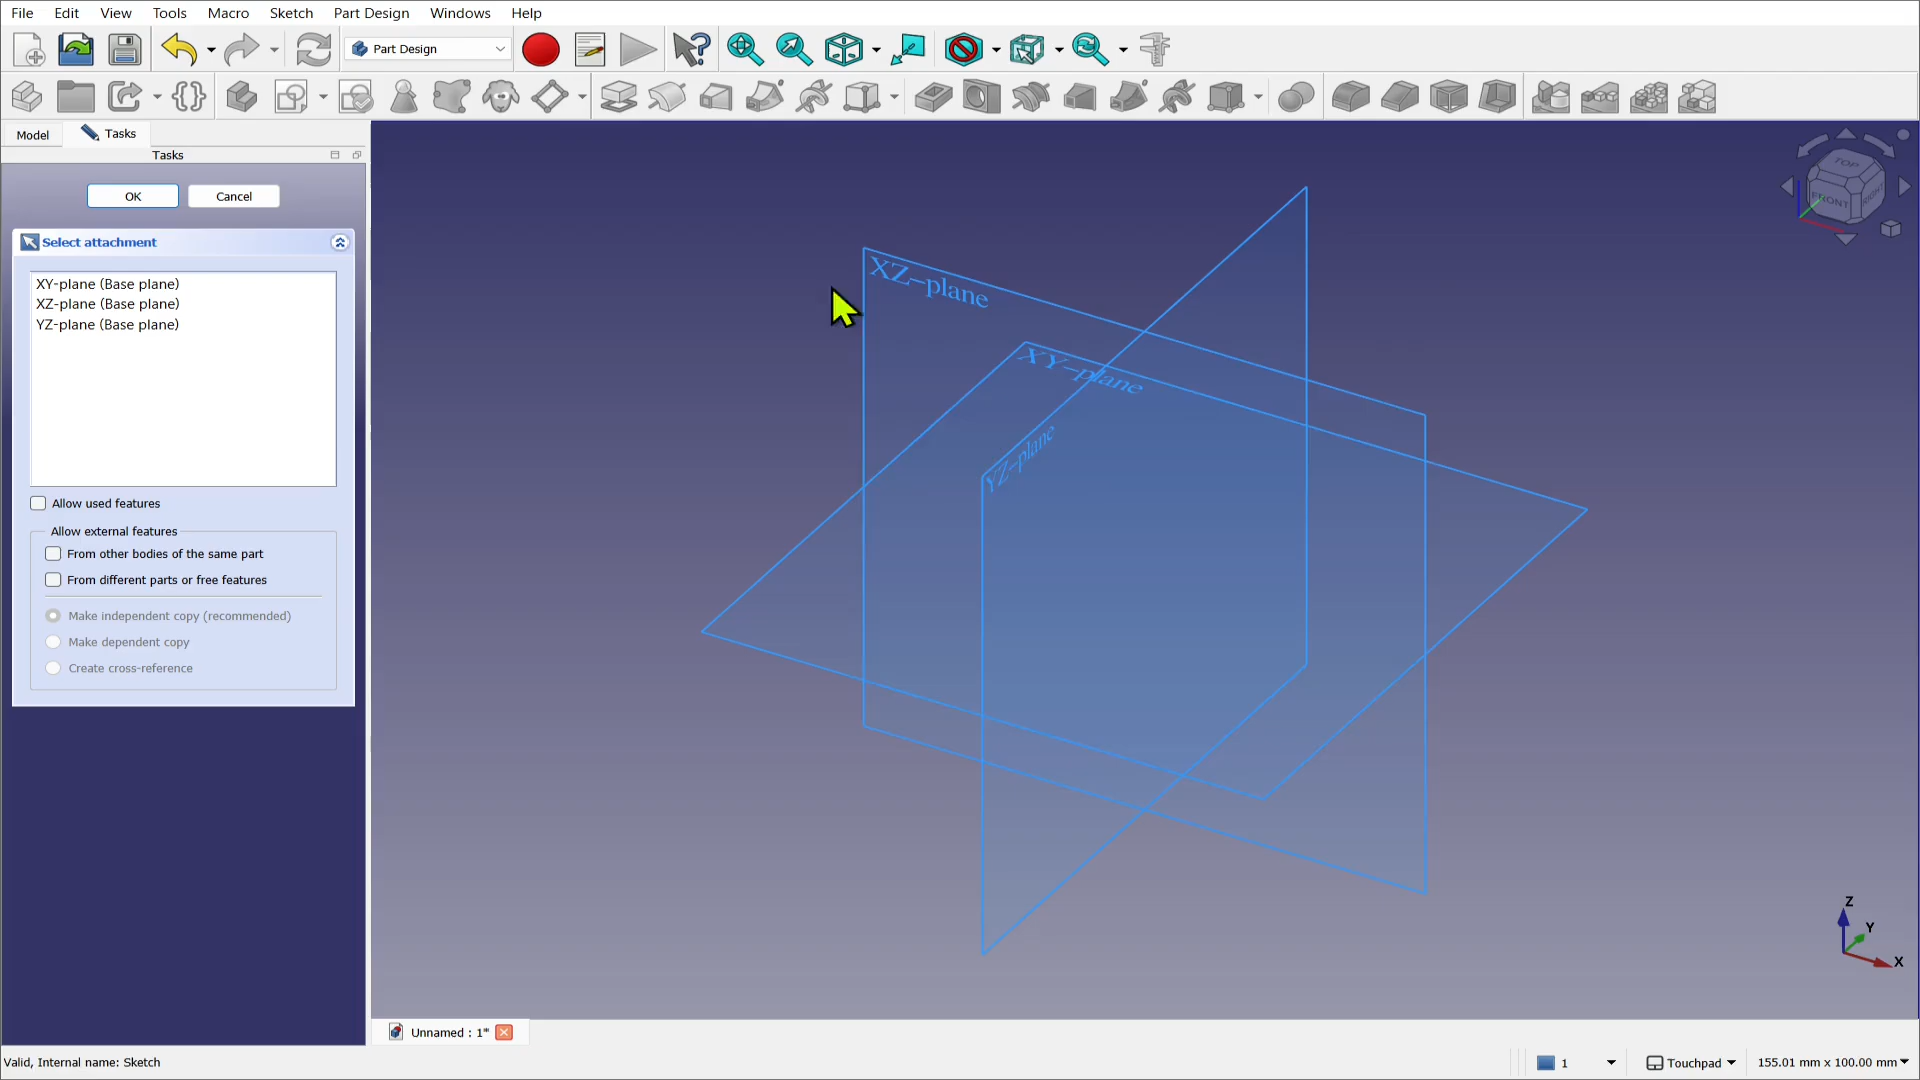 File Edit View Tools Macro Sketch Part Design Windows Help
Part Design
Model Tasks
Tasks
OK Cancel
Select attachment
XY-plane (Base plane)
XZ-plane (Base plane)
YZ-plane (Base plane)
Allow used features
Allow external features
From other bodies of the same part
From different parts or free features
Make independent copy (recommended)
Make dependent copy
Create cross-reference
XZ-plane
XY-plane
YZ-plane
TOP
FRONT RIGHT
Z
Y
X
Unnamed : 1*
Valid, Internal name: Sketch
1 Touchpad 155.01 mm x 100.00 mm